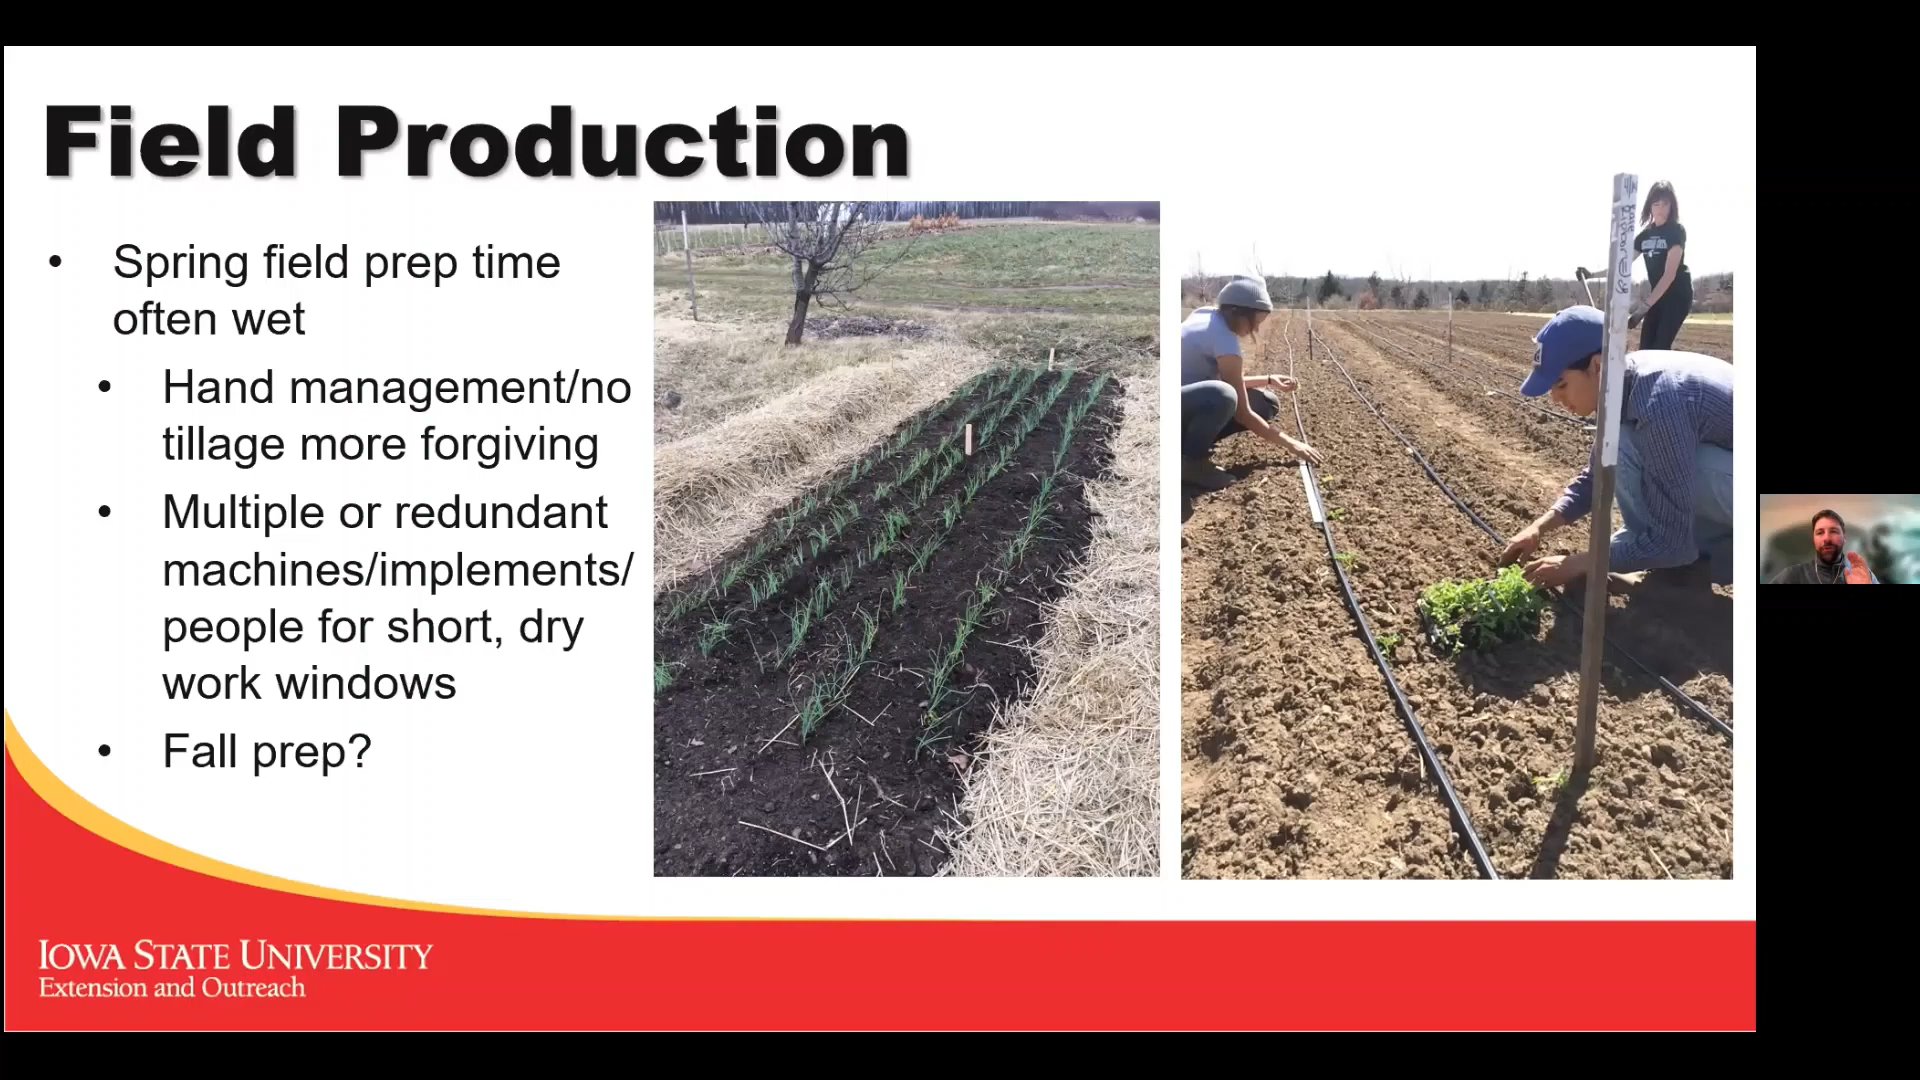 Field Production
• Spring field prep time
often wet
• Hand management/no
tillage more forgiving
• Multiple or redundant
machines/implements/
people for short, dry
work windows
• Fall prep?
IOWA STATE UNIVERSITY
Extension and Outreach